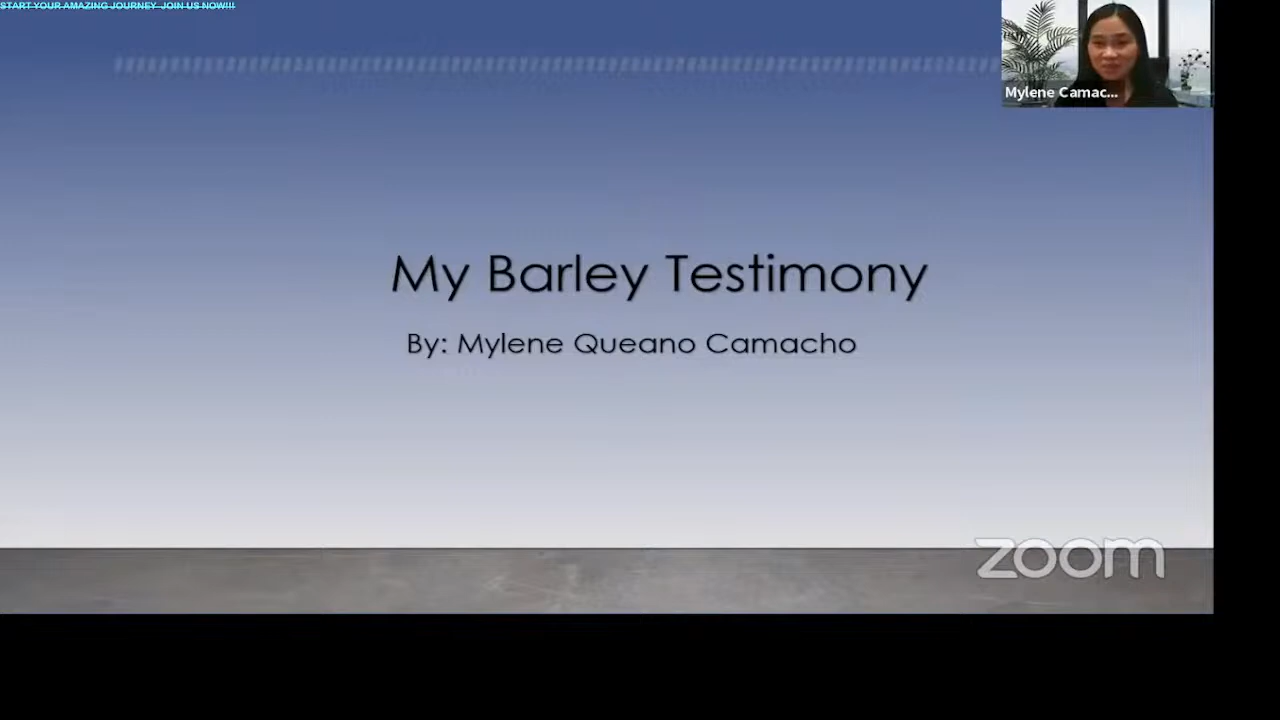 START YOUR AMAZING JOURNEY JOIN US NOW!!!
Mylene Camac...
My Barley Testimony
By: Mylene Queano Camacho
zoom